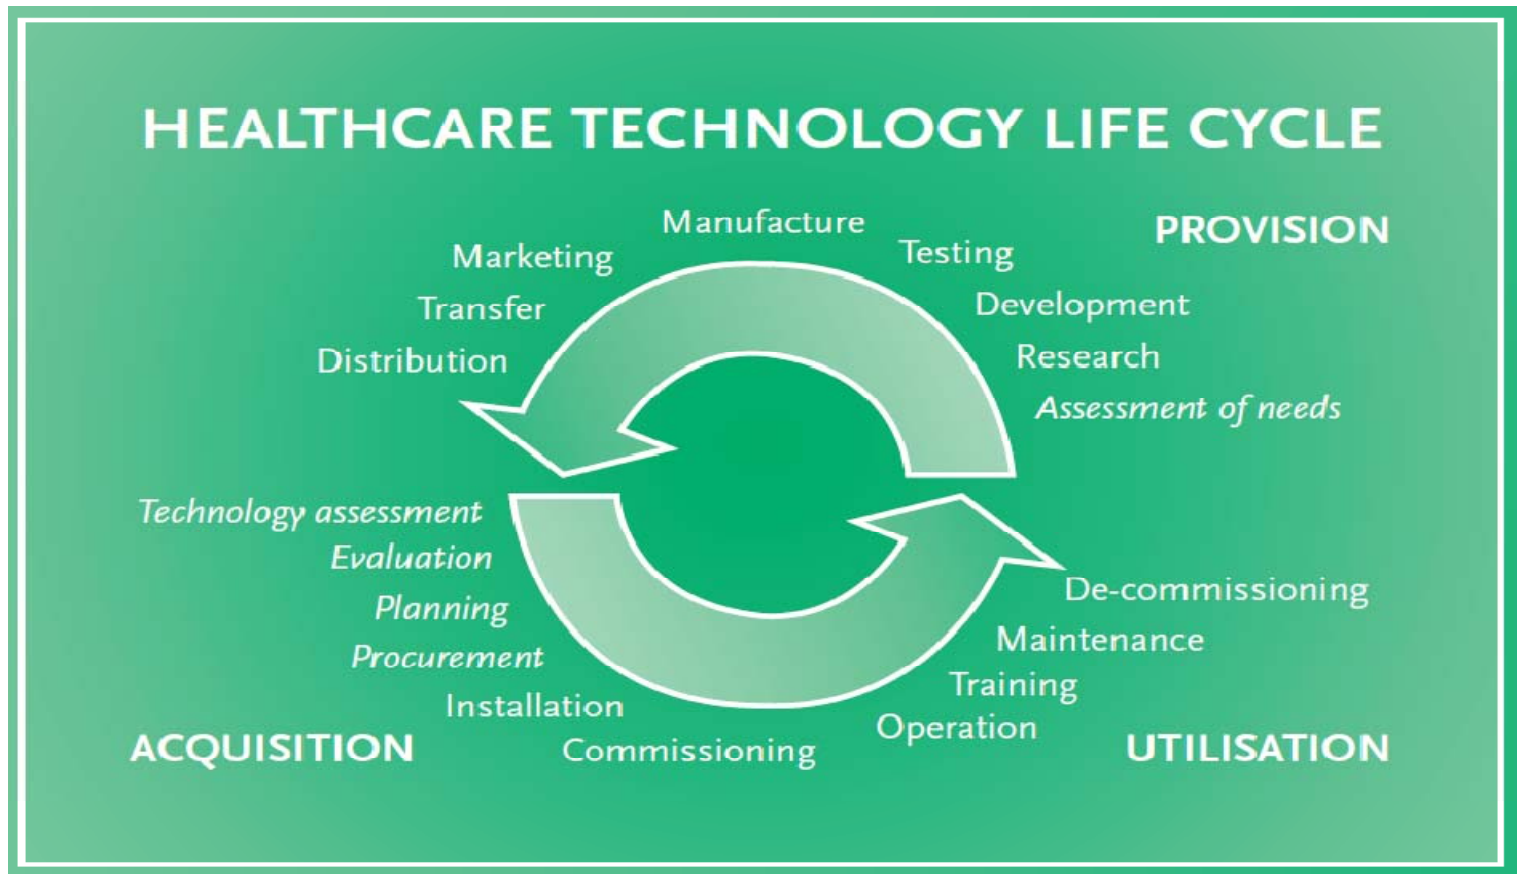 HEALTHCARE TECHNOLOGY LIFE CYCLE
PROVISION
Manufacture
Testing
Marketing
Development
Transfer
Research
Distribution
Assessment of needs
Technology assessment
Evaluation
Planning
Procurement
Installation
Commissioning
ACQUISITION
De-commissioning
Maintenance
Training
Operation
UTILISATION